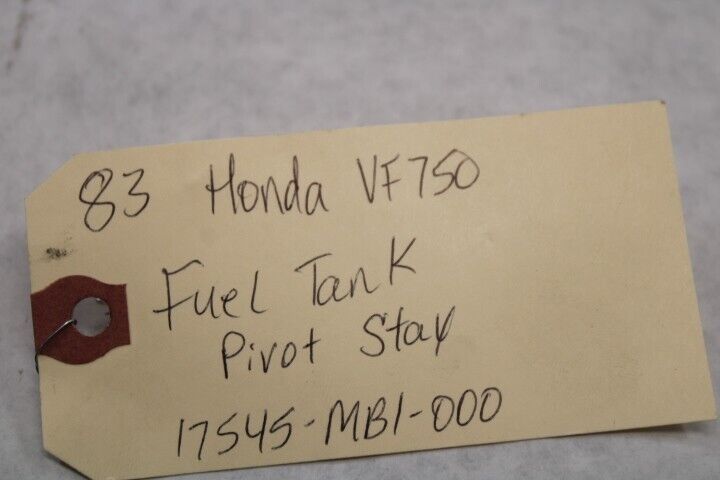 83 Honda VF750
Fuel Tank
Pivot Stay
17545-MB1-000